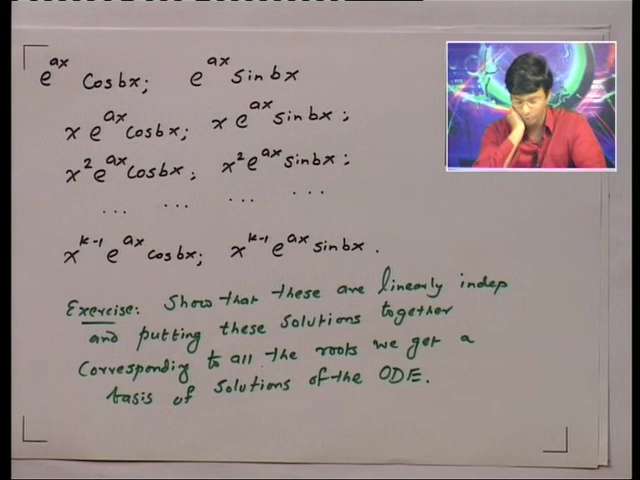 e^{ax} cos bx; e^{ax} sin bx
x e^{ax} cos bx; x e^{ax} sin bx;
x^2 e^{ax} cos bx; x^2 e^{ax} sin bx;
... ... ... ...
x^{k-1} e^{ax} cos bx; x^{k-1} e^{ax} sin bx.
Exercise: Show that these are linearly indep
and putting these solutions together
corresponding to all the roots we get a
basis of solutions of the ODE.